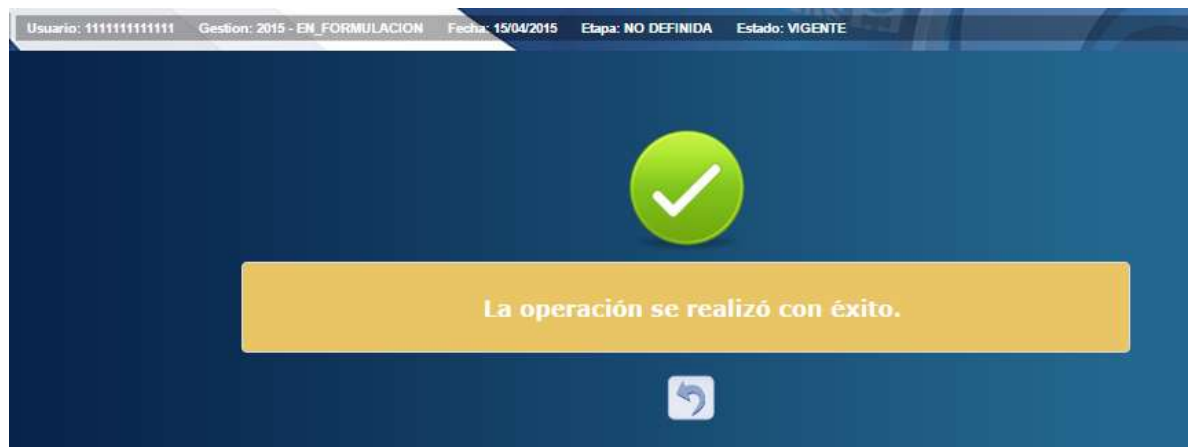 Usuario: 1111111111111 Gestion: 2015 - EN_FORMULACION Fecha: 15/04/2015 Etapa: NO DEFINIDA Estado: VIGENTE
La operación se realizó con éxito.